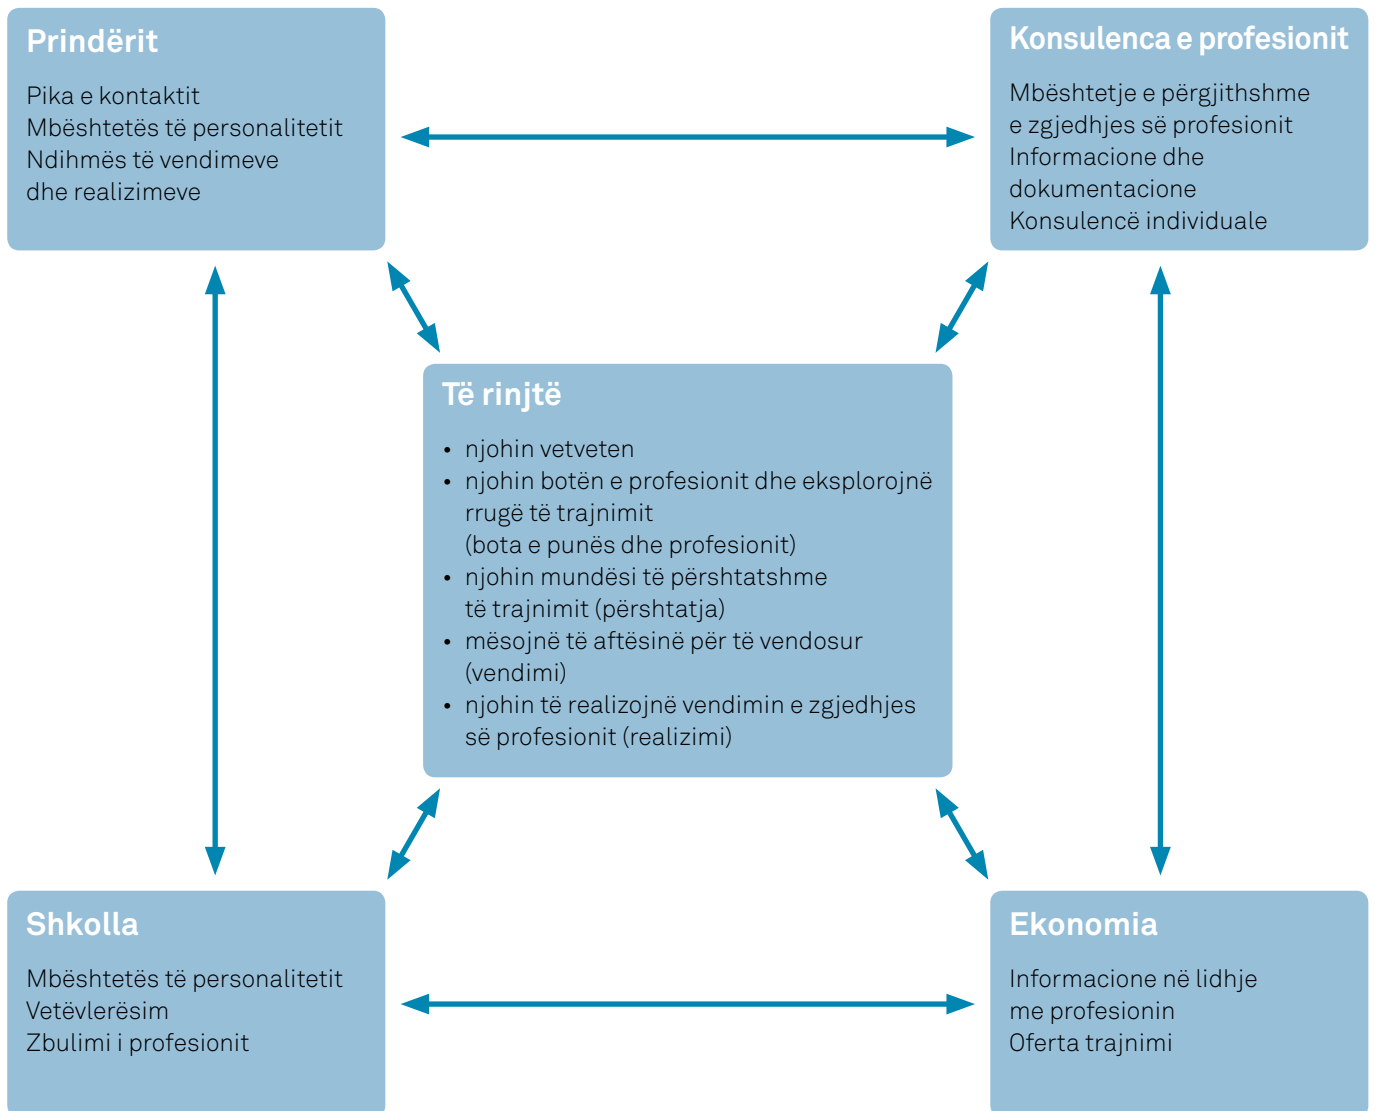 Prindërit
Pika e kontaktit
Mbështetës të personalitetit
Ndihmës të vendimeve
dhe realizimeve
Konsulenca e profesionit
Mbështetje e përgjithshme
e zgjedhjes së profesionit
Informacione dhe
dokumentacione
Konsulencë individuale
Të rinjtë
• njohin vetveten
• njohin botën e profesionit dhe eksplorojnë
rrugë të trajnimit
(bota e punës dhe profesionit)
• njohin mundësi të përshtatshme
të trajnimit (përshtatja)
• mësojnë të aftësinë për të vendosur
(vendimi)
• njohin të realizojnë vendimin e zgjedhjes
së profesionit (realizimi)
Shkolla
Mbështetës të personalitetit
Vetëvlerësim
Zbulimi i profesionit
Ekonomia
Informacione në lidhje
me profesionin
Oferta trajnimi